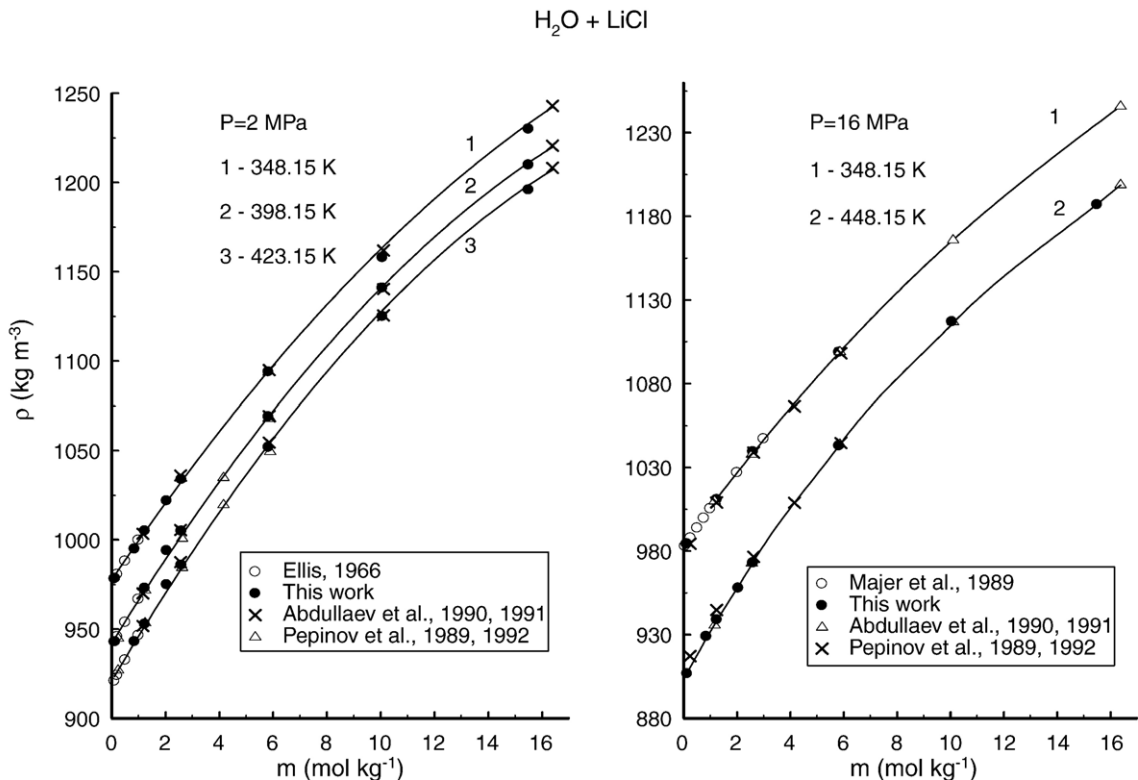 H2O + LiCl
P=2 MPa
1 - 348.15 K
2 - 398.15 K
3 - 423.15 K
1
2
3
1250
1200
1150
1100
1050
1000
950
900
ρ (kg m-3)
Ellis, 1966
This work
Abdullaev et al., 1990, 1991
Pepinov et al., 1989, 1992
0 2 4 6 8 10 12 14 16
m (mol kg-1)
P=16 MPa
1 - 348.15 K
2 - 448.15 K
1
2
1230
1180
1130
1080
1030
980
930
880
Majer et al., 1989
This work
Abdullaev et al., 1990, 1991
Pepinov et al., 1989, 1992
0 2 4 6 8 10 12 14 16
m (mol kg-1)